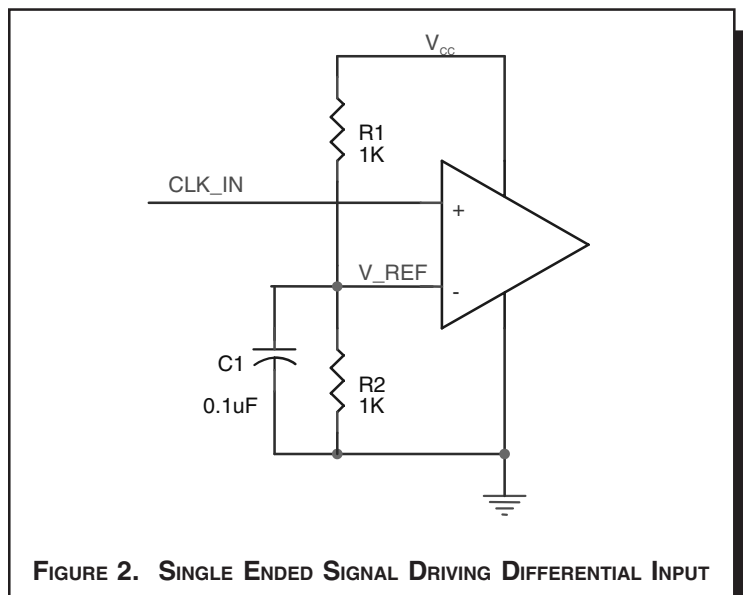 Vcc
R1
1K
CLK_IN
+
V_REF
-
C1
0.1uF
R2
1K
FIGURE 2. SINGLE ENDED SIGNAL DRIVING DIFFERENTIAL INPUT